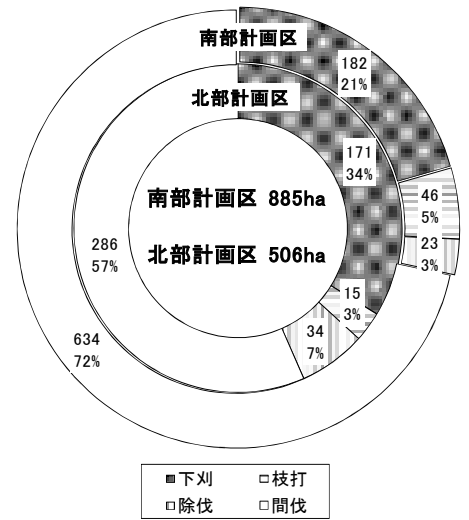 南部計画区
182
21%
北部計画区
171
34%
46
5%
南部計画区 885ha
23
3%
286
57%
北部計画区 506ha
15
3%
34
7%
634
72%
下刈 枝打
除伐 間伐